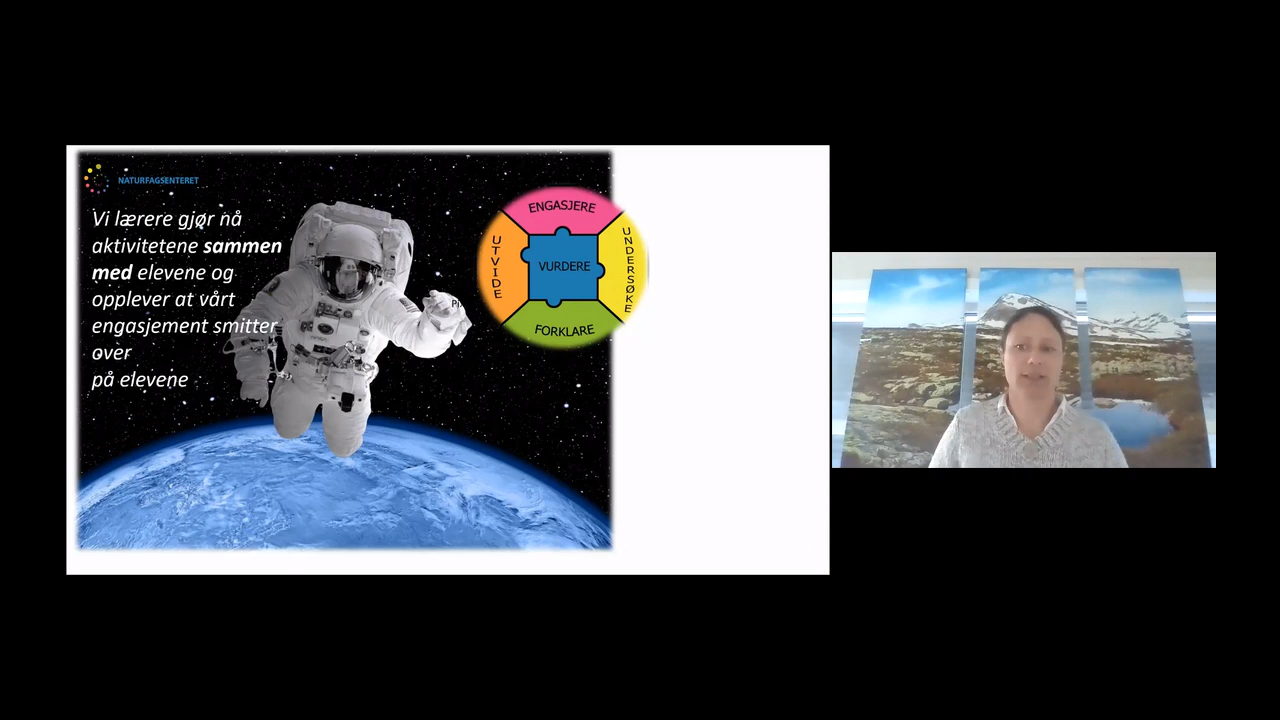 NATURFAGSENTERET
Vi lærere gjør nå
aktivitetene sammen
med elevene og
opplever at vårt
engasjement smitter
over
på elevene
ENGASJERE
UTVIDE
VURDERE
UNDERSØKE
FORKLARE